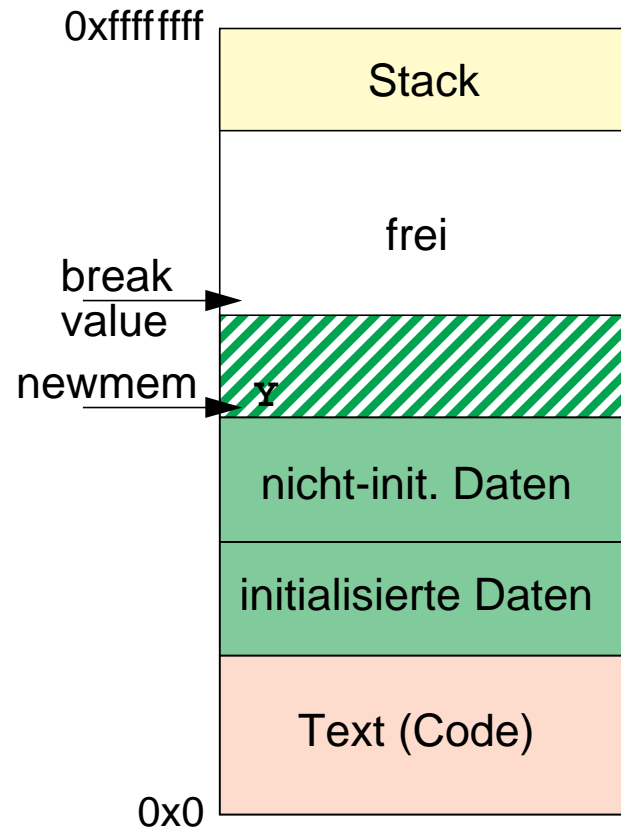 0xffffffff
Stack
frei
break
value
newmem
Y
nicht-init. Daten
initialisierte Daten
Text (Code)
0x0